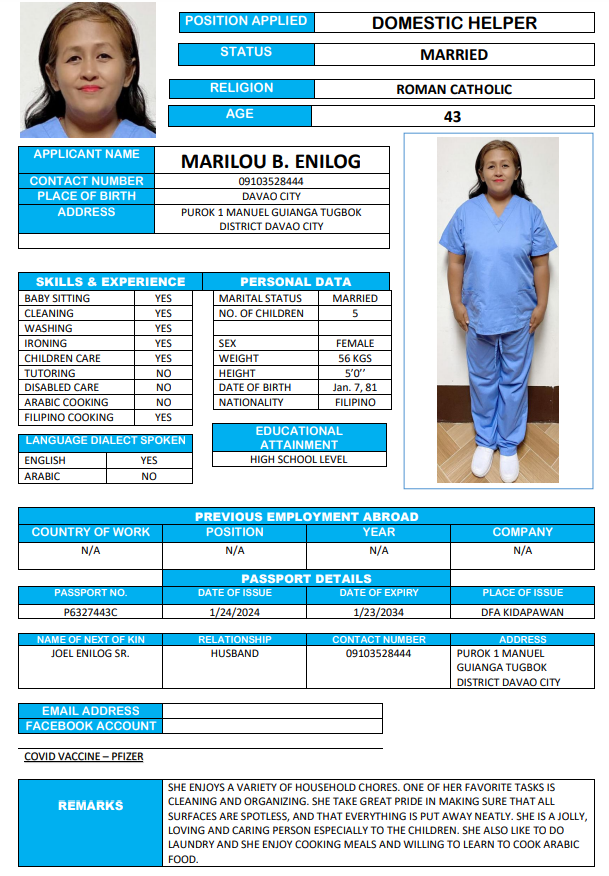 POSITION APPLIED DOMESTIC HELPER
STATUS MARRIED
RELIGION ROMAN CATHOLIC
AGE 43
APPLICANT NAME MARILOU B. ENILOG
CONTACT NUMBER 09103528444
PLACE OF BIRTH DAVAO CITY
ADDRESS PUROK 1 MANUEL GUIANGA TUGBOK
DISTRICT DAVAO CITY
SKILLS & EXPERIENCE PERSONAL DATA
BABY SITTING YES MARITAL STATUS MARRIED
CLEANING YES NO. OF CHILDREN 5
WASHING YES
IRONING YES SEX FEMALE
CHILDREN CARE YES WEIGHT 56 KGS
TUTORING NO HEIGHT 5’0’’
DISABLED CARE NO DATE OF BIRTH Jan. 7, 81
ARABIC COOKING NO NATIONALITY FILIPINO
FILIPINO COOKING YES
LANGUAGE DIALECT SPOKEN
ENGLISH YES
ARABIC NO
EDUCATIONAL
ATTAINMENT
HIGH SCHOOL LEVEL
PREVIOUS EMPLOYMENT ABROAD
COUNTRY OF WORK POSITION YEAR COMPANY
N/A N/A N/A N/A
PASSPORT DETAILS
PASSPORT NO. DATE OF ISSUE DATE OF EXPIRY PLACE OF ISSUE
P6327443C 1/24/2024 1/23/2034 DFA KIDAPAWAN
NAME OF NEXT OF KIN RELATIONSHIP CONTACT NUMBER ADDRESS
JOEL ENILOG SR. HUSBAND 09103528444 PUROK 1 MANUEL
GUIANGA TUGBOK
DISTRICT DAVAO CITY
EMAIL ADDRESS
FACEBOOK ACCOUNT
COVID VACCINE – PFIZER
REMARKS
SHE ENJOYS A VARIETY OF HOUSEHOLD CHORES. ONE OF HER FAVORITE TASKS IS
CLEANING AND ORGANIZING. SHE TAKE GREAT PRIDE IN MAKING SURE THAT ALL
SURFACES ARE SPOTLESS, AND THAT EVERYTHING IS PUT AWAY NEATLY. SHE IS A JOLLY,
LOVING AND CARING PERSON ESPECIALLY TO THE CHILDREN. SHE ALSO LIKE TO DO
LAUNDRY AND SHE ENJOY COOKING MEALS AND WILLING TO LEARN TO COOK ARABIC
FOOD.